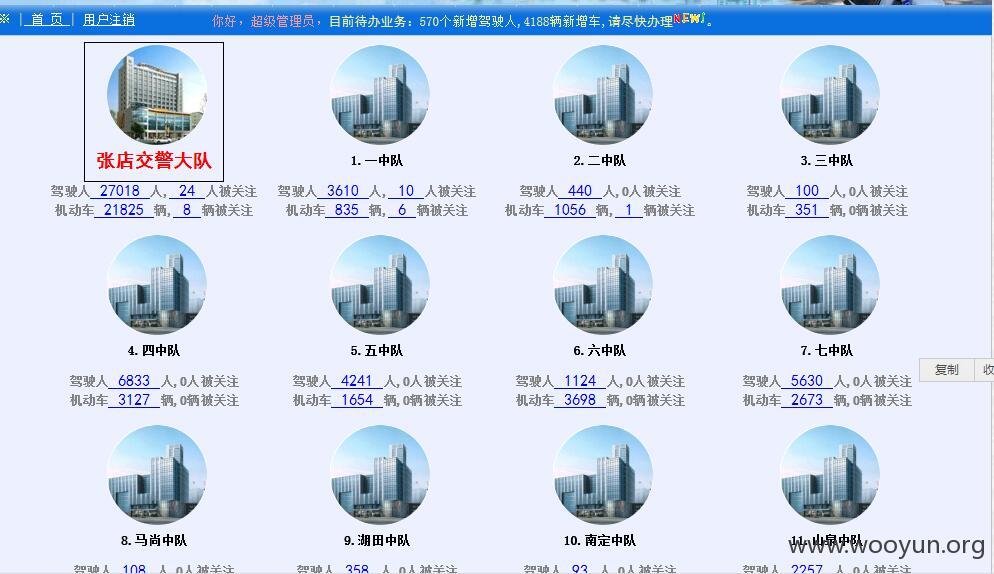 ※ | 首 页 | 用户注销 你好，超级管理员，目前待办业务：570个新增驾驶人,4188辆新增车,请尽快办理NEW!。
张店交警大队
驾驶人 27018 人, 24 人被关注
机动车 21825 辆, 8 辆被关注
1.一中队
驾驶人 3610 人, 10 人被关注
机动车 835 辆, 6 辆被关注
2.二中队
驾驶人 440 人,0人被关注
机动车 1056 辆, 1 辆被关注
3.三中队
驾驶人 100 人,0人被关注
机动车 351 辆,0辆被关注
4.四中队
驾驶人 6833 人,0人被关注
机动车 3127 辆,0辆被关注
5.五中队
驾驶人 4241 人,0人被关注
机动车 1654 辆,0辆被关注
6.六中队
驾驶人 1124 人,0人被关注
机动车 3698 辆,0辆被关注
7.七中队
驾驶人 5630 人,0人被关注
机动车 2673 辆,0辆被关注
复制 收
8.马尚中队
驾驶人 108 人,0人被关注
9.湖田中队
驾驶人 358 人,0人被关注
10.南定中队
驾驶人 93 人,0人被关注
11.山泉中队
驾驶人 2257 人,0人被关注
www.wooyun.org